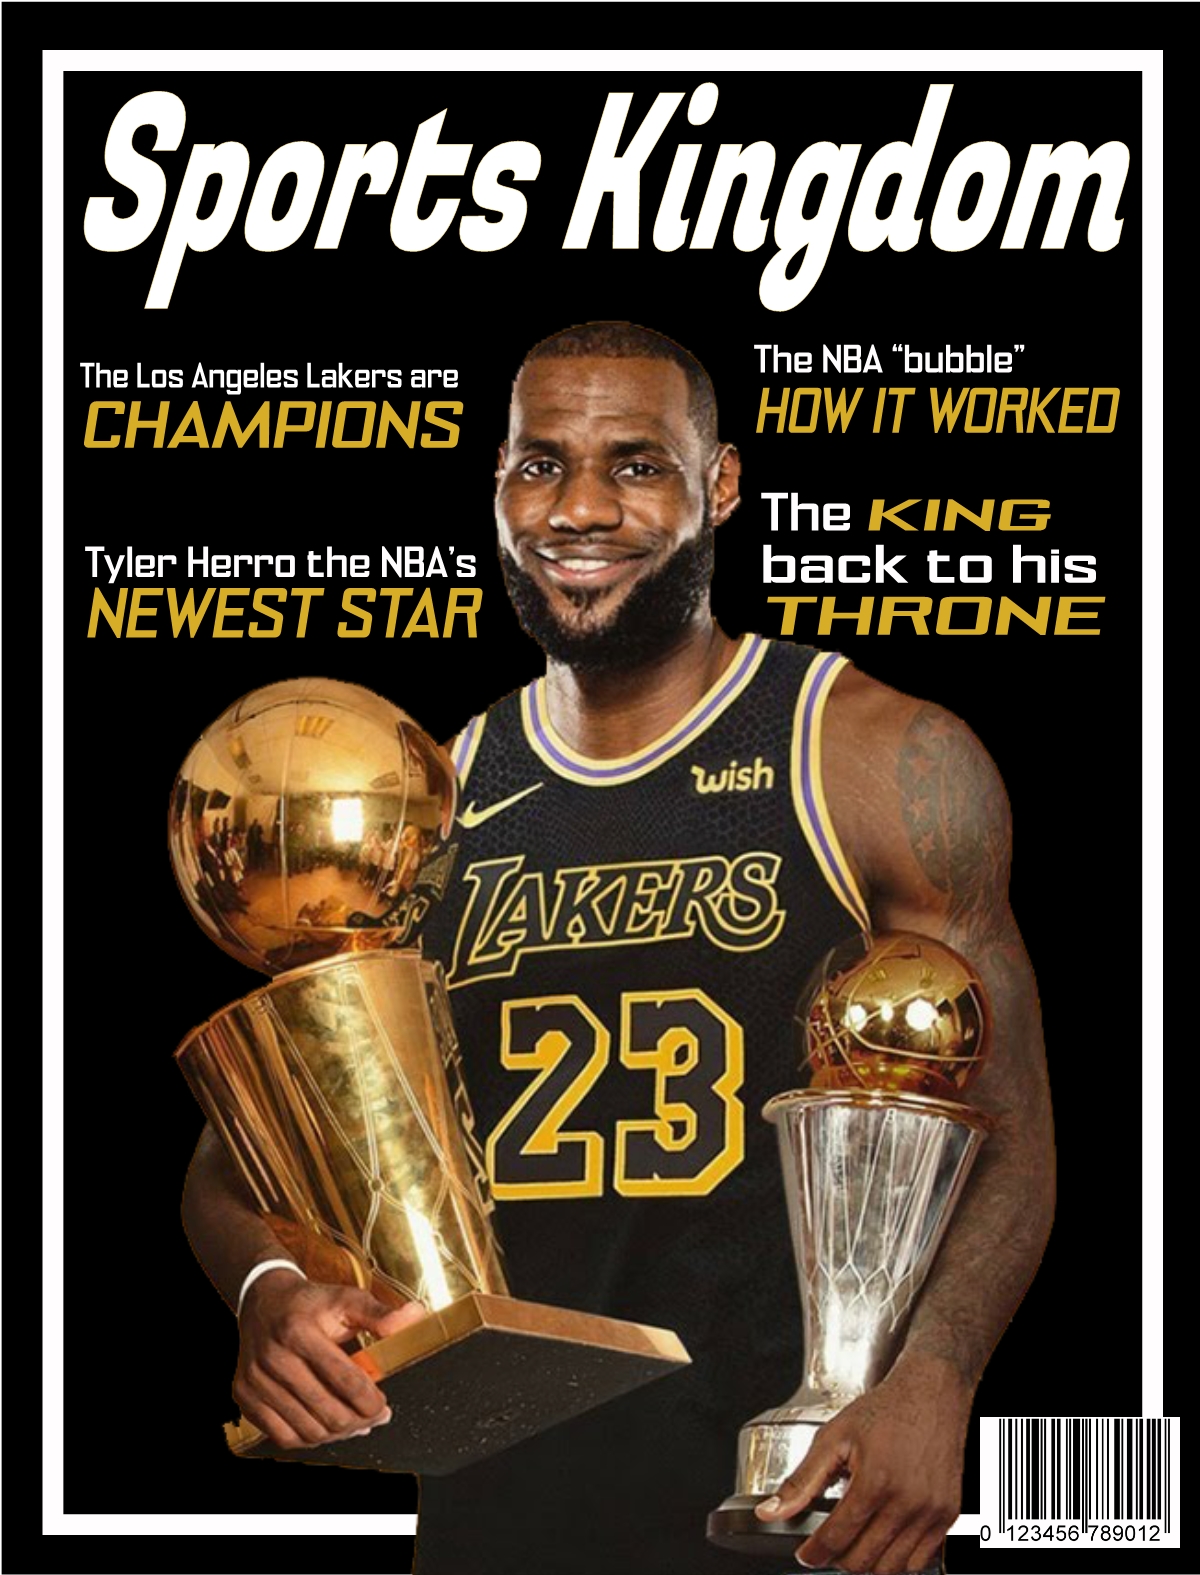 Sports Kingdom
The Los Angeles Lakers are
CHAMPIONS
Tyler Herro the NBA's
NEWEST STAR
The NBA “bubble”
HOW IT WORKED
The KING
back to his
THRONE
wish
LAKERS
23
0 123456 789012